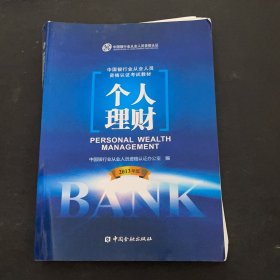 中国银行业从业人员资格认证
中国银行业从业人员
资格认证考试教材
个人
理财
PERSONAL WEALTH
MANAGEMENT
中国银行业从业人员资格认证办公室 编
2013年版
BANK
中国金融出版社